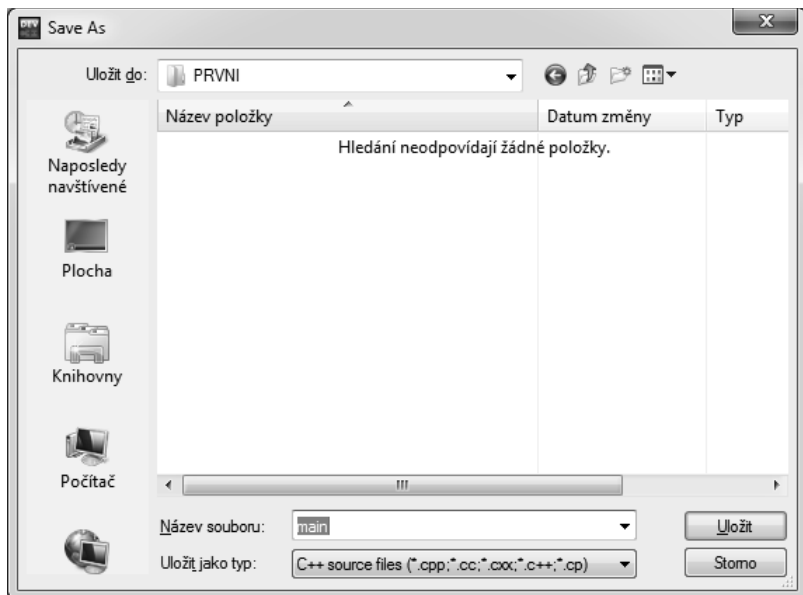 DEV Save As
Uložit do: PRVNI
Název položky Datum změny Typ
Hledání neodpovídají žádné položky.
Naposledy
navštívené
Plocha
Knihovny
Počítač
Název souboru: main Uložit
Uložit jako typ: C++ source files (*.cpp;*.cc;*.cxx;*.c++;*.cp) Storno